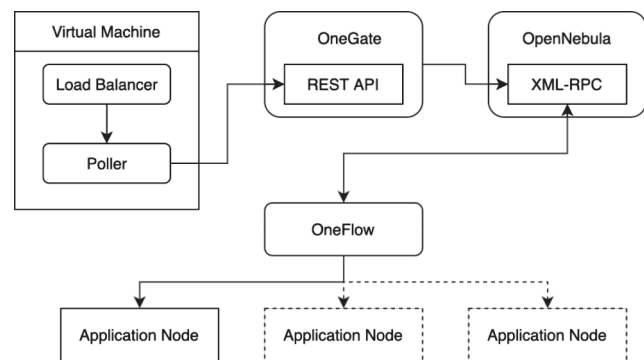 Virtual Machine
Load Balancer
Poller
OneGate
REST API
OpenNebula
XML-RPC
OneFlow
Application Node
Application Node
Application Node